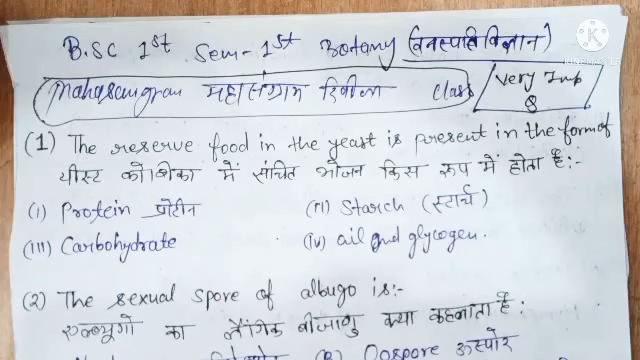 B.SC 1st Sem - 1st Botany (वनस्पति विज्ञान)
Mahasangram महासंग्राम रिवीजन Class
Very Imp
Q
(1) The reserve food in the yeast is present in the form of
यीस्ट कोशिका में संचित भोजन किस रूप में होता है:-
(i) Protein प्रोटीन (ii) Starch (स्टार्च)
(iii) Carbohydrate (iv) oil and glycogen.
(2) The sexual spore of albugo is:-
एल्ब्यूगो का लैंगिक बीजाणु क्या कहलाता है:
(B) Oospore ऊस्पोर